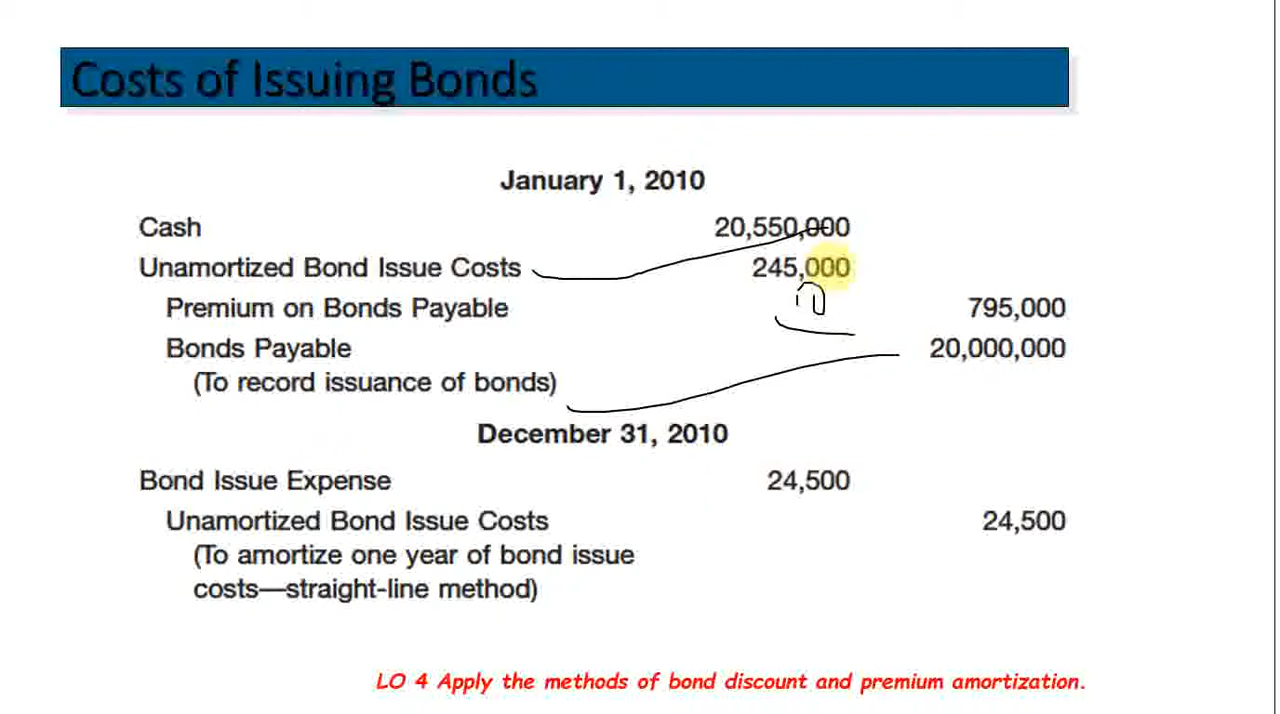 Costs of Issuing Bonds
January 1, 2010
Cash 20,550,000
Unamortized Bond Issue Costs 245,000
Premium on Bonds Payable 795,000
Bonds Payable 20,000,000
(To record issuance of bonds)
December 31, 2010
Bond Issue Expense 24,500
Unamortized Bond Issue Costs 24,500
(To amortize one year of bond issue
costs—straight-line method)
LO 4 Apply the methods of bond discount and premium amortization.